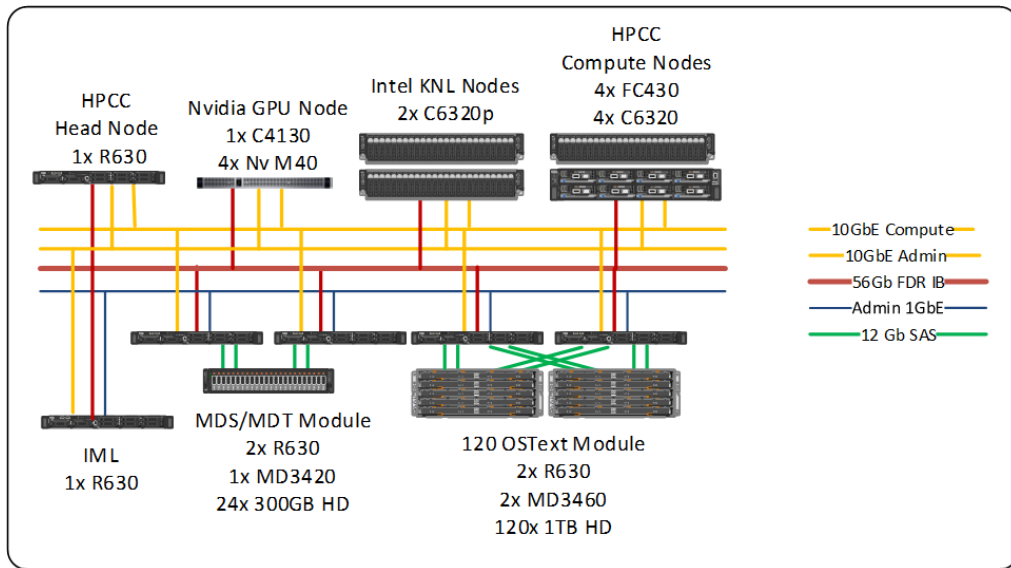 HPCC
Head Node
1x R630
Nvidia GPU Node
1x C4130
4x Nv M40
Intel KNL Nodes
2x C6320p
HPCC
Compute Nodes
4x FC430
4x C6320
10GbE Compute
10GbE Admin
56Gb FDR IB
Admin 1GbE
12 Gb SAS
IML
1x R630
MDS/MDT Module
2x R630
1x MD3420
24x 300GB HD
120 OSText Module
2x R630
2x MD3460
120x 1TB HD